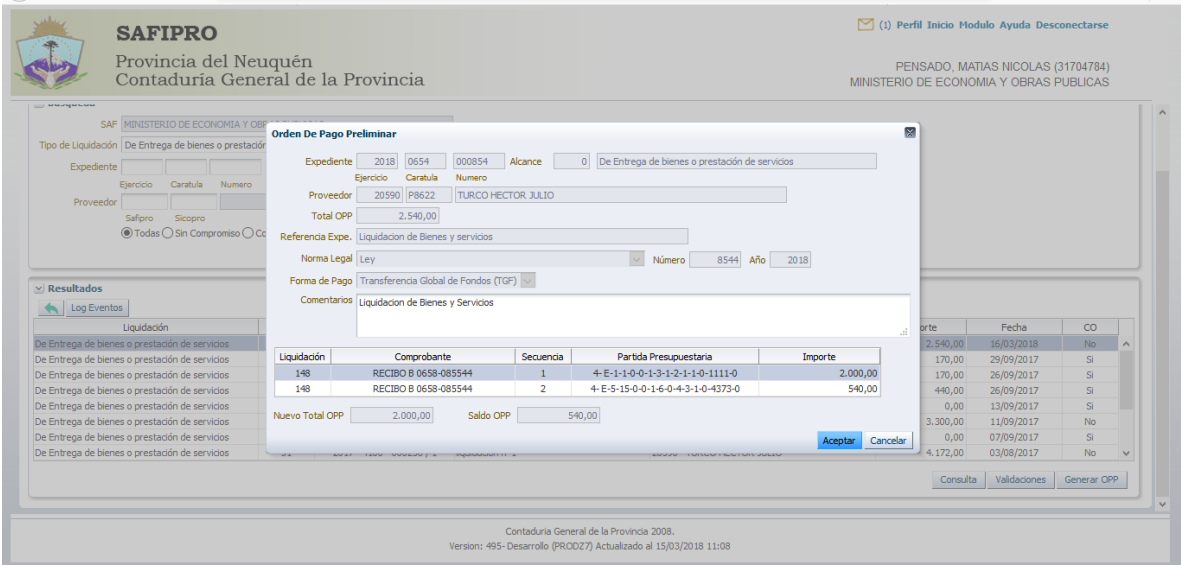 SAFIPRO
(1) Perfil Inicio Modulo Ayuda Desconectarse
Provincia del Neuquén
Contaduría General de la Provincia
PENSADO, MATIAS NICOLAS (31704784)
MINISTERIO DE ECONOMIA Y OBRAS PUBLICAS
SAF MINISTERIO DE ECONOMIA Y
Tipo de Liquidación De Entrega de bienes o prestació
Expediente
Ejercicio Caratula Numero
Proveedor
Safipro Sicopro
Todas Sin Compromiso Co
Orden De Pago Preliminar
Expediente 2018 0654 000854 Alcance 0 De Entrega de bienes o prestación de servicios
Ejercicio Caratula Numero
Proveedor 20590 P8622 TURCO HECTOR JULIO
Total OPP 2.540,00
Referencia Expe. Liquidacion de Bienes y servicios
Norma Legal Ley Número 8544 Año 2018
Forma de Pago Transferencia Global de Fondos (TGF)
Comentarios Liquidacion de Bienes y Servicios
Liquidación Comprobante Secuencia Partida Presupuestaria Importe
148 RECIBO B 0658-085544 1 4- E-1-1-0-0-1-3-1-2-1-1-0-1111-0 2.000,00
148 RECIBO B 0658-085544 2 4- E-5-15-0-0-1-6-0-4-3-1-0-4373-0 540,00
Nuevo Total OPP 2.000,00 Saldo OPP 540,00
Aceptar Cancelar
Resultados
Log Eventos
Liquidación orte Fecha CO
De Entrega de bienes o prestación de servicios 2.540,00 16/03/2018 No
De Entrega de bienes o prestación de servicios 170,00 29/09/2017 Si
De Entrega de bienes o prestación de servicios 170,00 26/09/2017 Si
De Entrega de bienes o prestación de servicios 440,00 26/09/2017 Si
De Entrega de bienes o prestación de servicios 0,00 13/09/2017 Si
De Entrega de bienes o prestación de servicios 3.300,00 11/09/2017 No
De Entrega de bienes o prestación de servicios 0,00 07/09/2017 Si
De Entrega de bienes o prestación de servicios 4.172,00 03/08/2017 No
Consulta Validaciones Generar OPP
Contaduria General de la Provincia 2008.
Version: 495- Desarrollo (PRODZ7) Actualizado al 15/03/2018 11:08